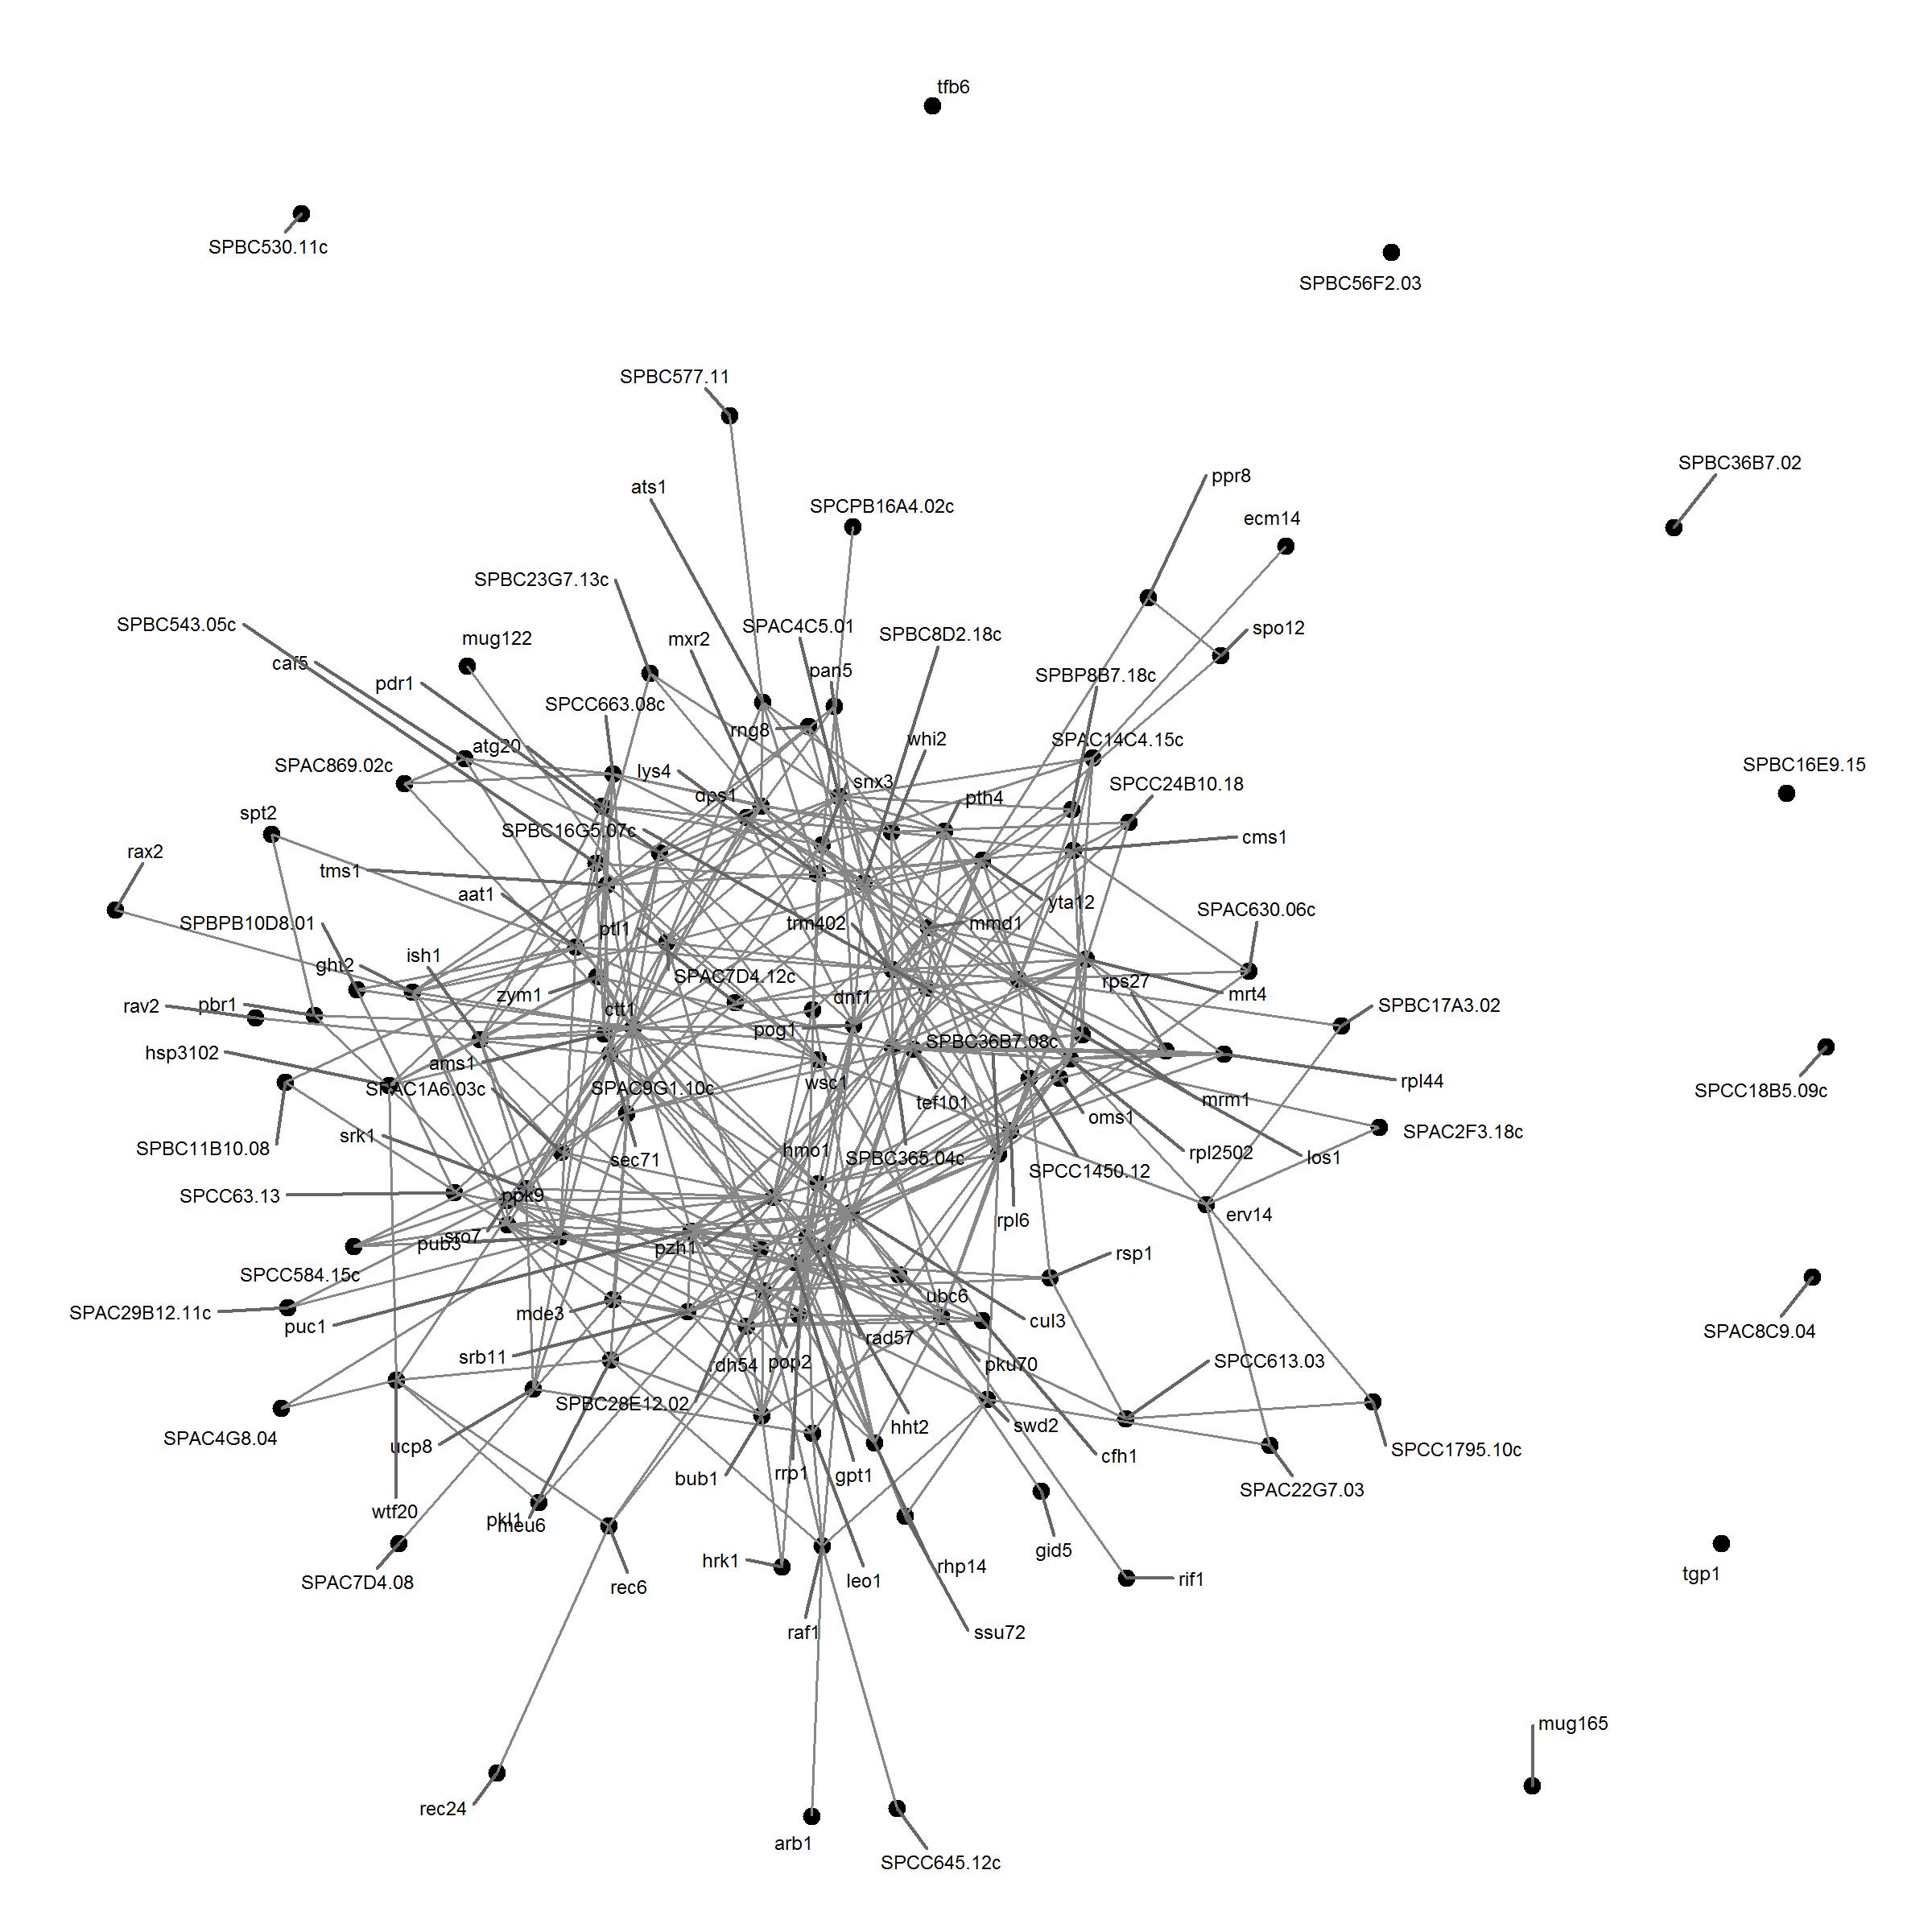 tfb6
SPBC530.11c
SPBC56F2.03
SPBC577.11
SPBC36B7.02
ppr8
ats1
SPCPB16A4.02c
ecm14
SPBC23G7.13c
SPBC543.05c
SPAC4C5.01
SPBC8D2.18c
spo12
mug122
mxr2
caf5
pan5
SPBP8B7.18c
pdr1
SPCC663.08c
rng8
whi2
SPAC14C4.15c
atg20
SPAC869.02c
lys4
snx3
SPCC24B10.18
SPBC16E9.15
dps1
pth4
spt2
SPBC16G5.07c
cms1
rax2
tms1
aat1
yta12
SPAC630.06c
SPBPB10D8.01
ptl1
trm402
mmd1
ish1
ght2
SPAC7D4.12c
rps27
zym1
dnf1
mrt4
rav2
pbr1
ctt1
pog1
SPBC17A3.02
SPBC36B7.08c
hsp3102
ams1
SPAC1A6.03c
SPAC9G1.10c
wsc1
rpl44
SPCC18B5.09c
tef101
mrm1
oms1
srk1
SPAC2F3.18c
SPBC11B10.08
hmo1
sec71
SPBC365.04c
rpl2502
los1
SPCC1450.12
SPCC63.13
ppk9
rpl6
erv14
sro7
pub3
pzh1
rsp1
SPCC584.15c
ubc6
SPAC29B12.11c
mde3
puc1
cul3
SPAC8C9.04
rad57
srb11
rdh54
pop2
pku70
SPCC613.03
SPBC28E12.02
hht2
swd2
SPAC4G8.04
ucp8
SPCC1795.10c
cfh1
bub1
rrp1
gpt1
SPAC22G7.03
wtf20
pkl1
meu6
gid5
hrk1
rhp14
SPAC7D4.08
rec6
leo1
rif1
tgp1
raf1
ssu72
mug165
rec24
arb1
SPCC645.12c